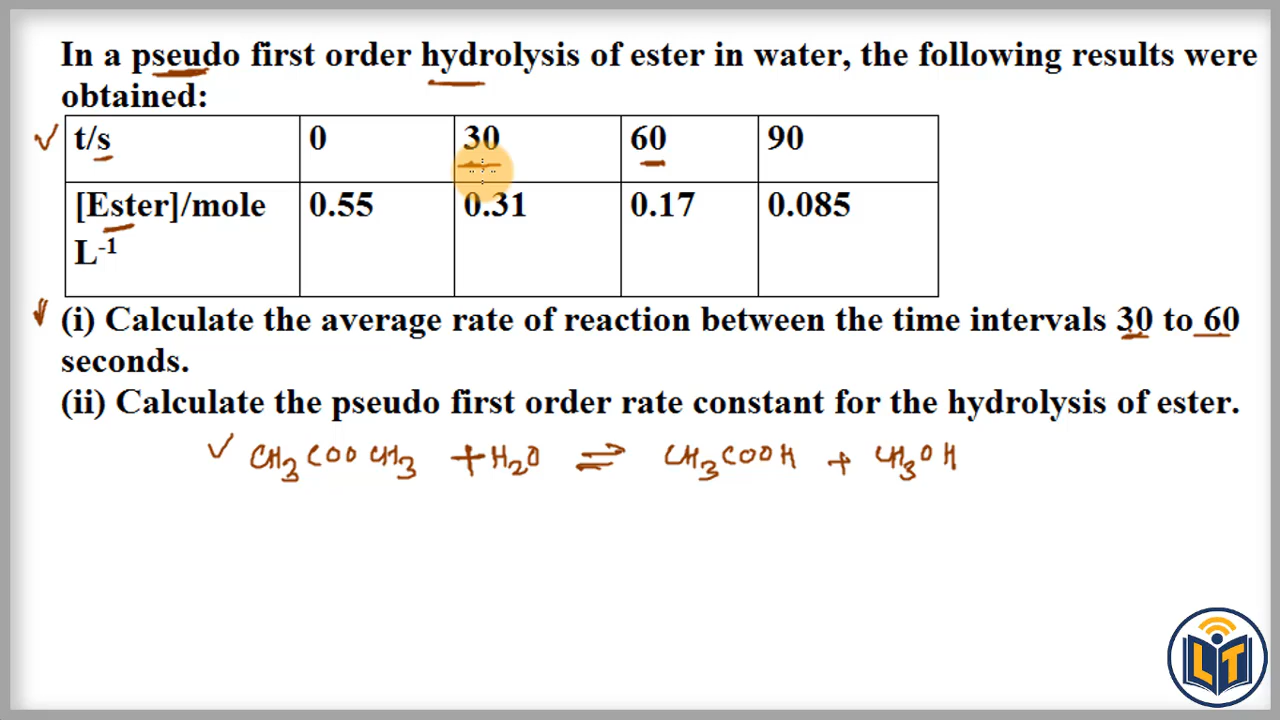 In a pseudo first order hydrolysis of ester in water, the following results were
obtained:
t/s 0 30 60 90
[Ester]/mole 0.55 0.31 0.17 0.085
L⁻¹
(i) Calculate the average rate of reaction between the time intervals 30 to 60
seconds.
(ii) Calculate the pseudo first order rate constant for the hydrolysis of ester.
CH₃COOCH₃ + H₂O ⇌ CH₃COOH + CH₃OH
LT